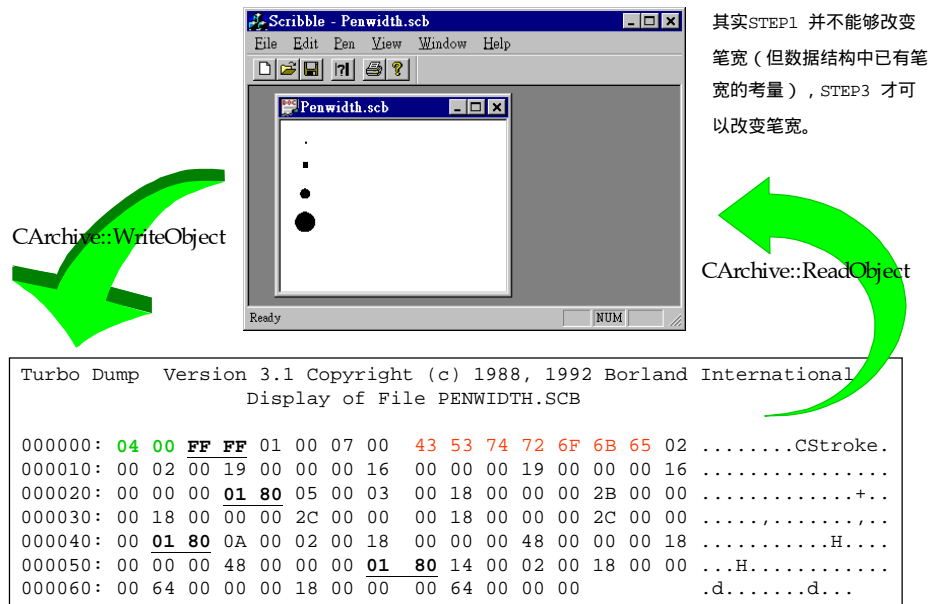 Scribble - Penwidth.scb
File Edit Pen View Window Help
Penwidth.scb
Ready
NUM
其实STEP1 并不能够改变
笔宽（但数据结构中已有笔
宽的考量），STEP3 才可
以改变笔宽。
CArchive::WriteObject
CArchive::ReadObject
Turbo Dump Version 3.1 Copyright (c) 1988, 1992 Borland International
Display of File PENWIDTH.SCB
000000: 04 00 FF FF 01 00 07 00 43 53 74 72 6F 6B 65 02 ........CStroke.
000010: 00 02 00 19 00 00 00 16 00 00 00 19 00 00 00 16 ................
000020: 00 00 00 01 80 05 00 03 00 18 00 00 00 2B 00 00 .............+..
000030: 00 18 00 00 00 2C 00 00 00 18 00 00 00 2C 00 00 .....,.......,..
000040: 00 01 80 0A 00 02 00 18 00 00 00 48 00 00 00 18 ...........H....
000050: 00 00 00 48 00 00 00 01 80 14 00 02 00 18 00 00 ...H............
000060: 00 64 00 00 00 18 00 00 00 64 00 00 00 .d.......d...